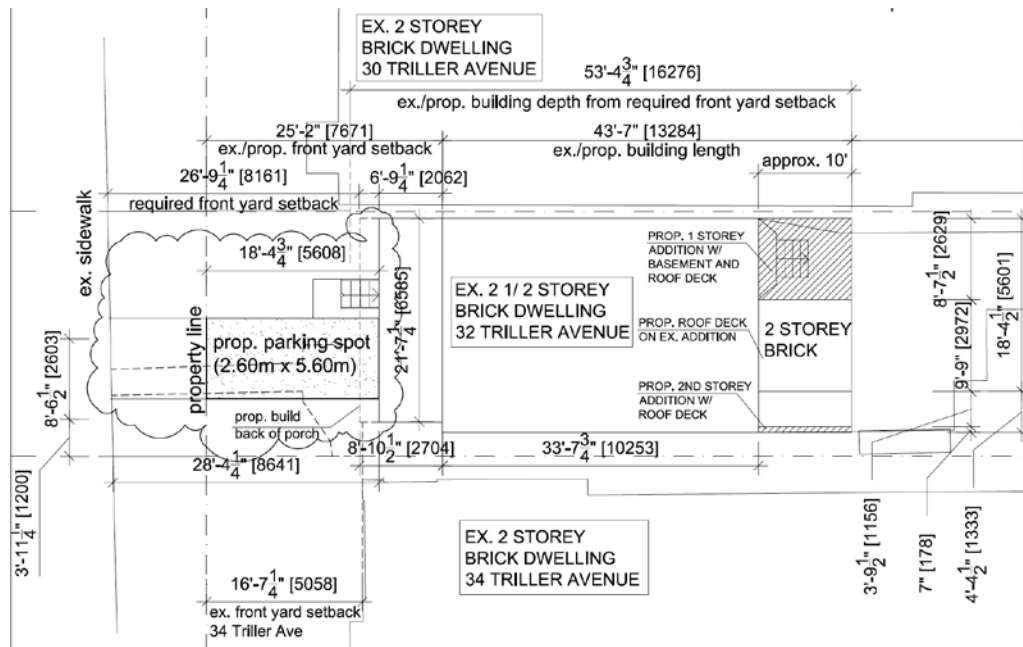 EX. 2 STOREY
BRICK DWELLING
30 TRILLER AVENUE
53'-4 3/4" [16276]
ex./prop. building depth from required front yard setback
25'-2" [7671]
ex./prop. front yard setback
43'-7" [13284]
ex./prop. building length
approx. 10'
26'-9 1/4" [8161]
required front yard setback
6'-9 1/4" [2062]
ex. sidewalk
18'-4 3/4" [5608]
property line
prop. parking spot
(2.60m x 5.60m)
21'-7 1/4" [6585]
EX. 2 1/ 2 STOREY
BRICK DWELLING
32 TRILLER AVENUE
PROP. 1 STOREY
ADDITION W/
BASEMENT AND
ROOF DECK
PROP. ROOF DECK
ON EX. ADDITION
2 STOREY
BRICK
PROP. 2ND STOREY
ADDITION W/
ROOF DECK
8'-7 1/2" [2629]
9'-9" [2972]
18'-4 1/2" [5601]
8'-6 1/2" [2603]
prop. build
back of porch
28'-4 1/4" [8641]
8'-10 1/2" [2704]
33'-7 3/4" [10253]
3'-11 1/4" [1200]
EX. 2 STOREY
BRICK DWELLING
34 TRILLER AVENUE
3'-9 1/2" [1156]
7" [178]
4'-4 1/2" [1333]
16'-7 1/4" [5058]
ex. front yard setback
34 Triller Ave